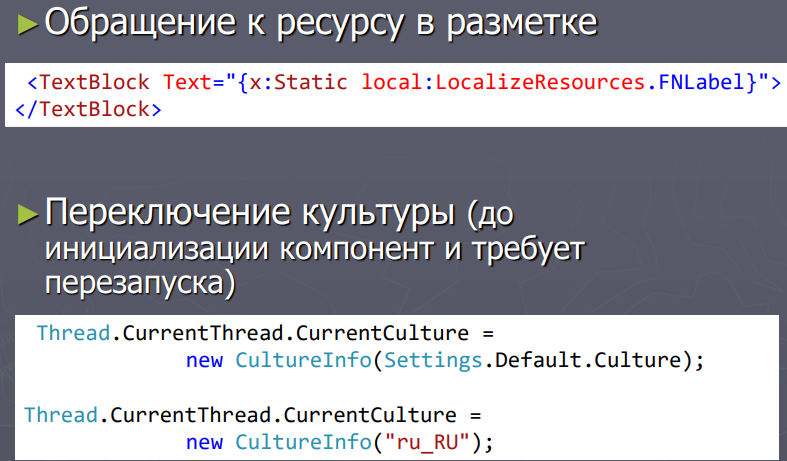 ►Обращение к ресурсу в разметке
<TextBlock Text="{x:Static local:LocalizeResources.FNLabel}">
</TextBlock>
►Переключение культуры (до
инициализации компонент и требует
перезапуска)
Thread.CurrentThread.CurrentCulture =
new CultureInfo(Settings.Default.Culture);
Thread.CurrentThread.CurrentCulture =
new CultureInfo("ru_RU");